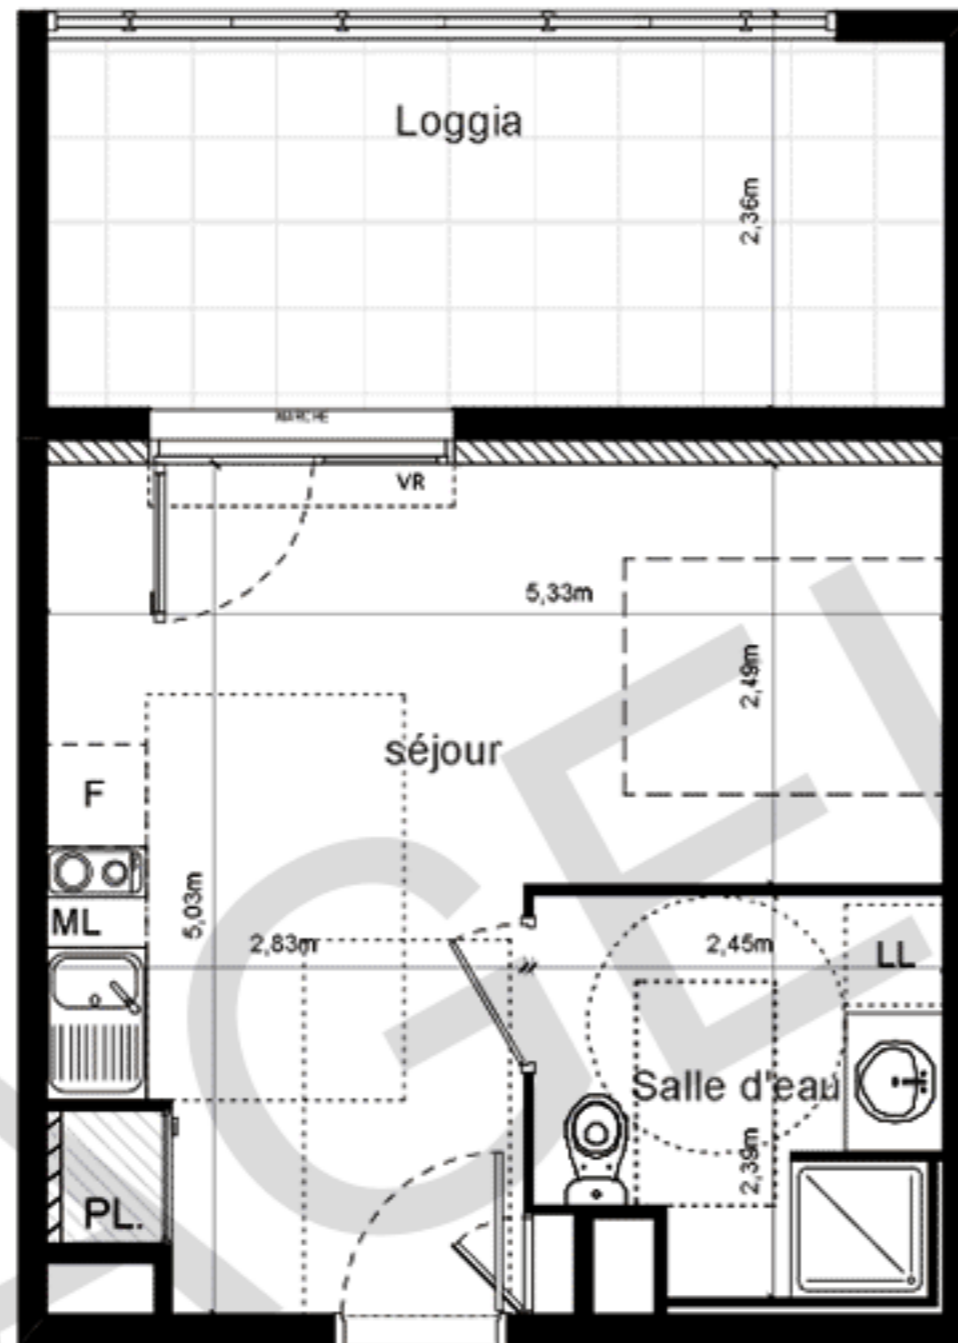 Loggia
2,36m
MARCHE
VR
5,33m
2,49m
séjour
F
5,03m
ML
2,83m
2,45m
LL
Salle d'eau
2,39m
PL.